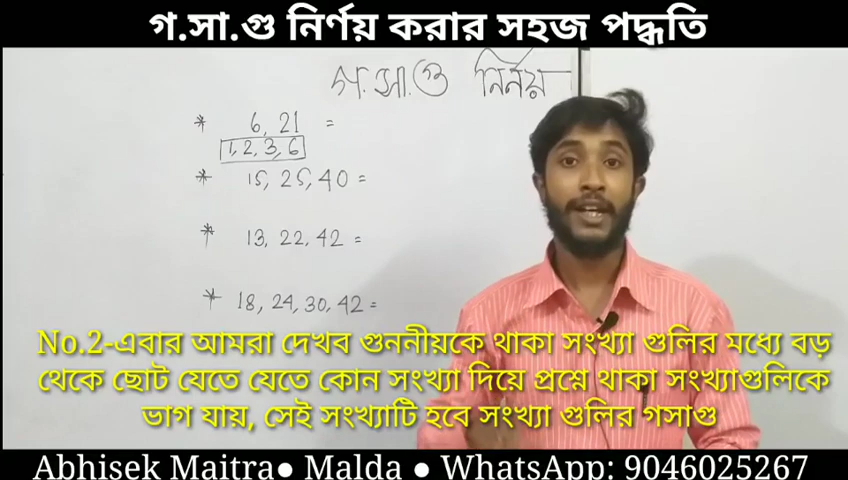 গ.সা.গু নির্ণয় করার সহজ পদ্ধতি
গ.সা.গু নির্নয়
* 6, 21 =
1, 2, 3, 6
* 15, 25, 40 =
* 13, 22, 42 =
* 18, 24, 30, 42 =
No.2-এবার আমরা দেখব গুননীয়কে থাকা সংখ্যা গুলির মধ্যে বড়
থেকে ছোট যেতে যেতে কোন সংখ্যা দিয়ে প্রশ্নে থাকা সংখ্যাগুলিকে
ভাগ যায়, সেই সংখ্যাটি হবে সংখ্যা গুলির গসাগু
Abhisek Maitra● Malda ● WhatsApp: 9046025267